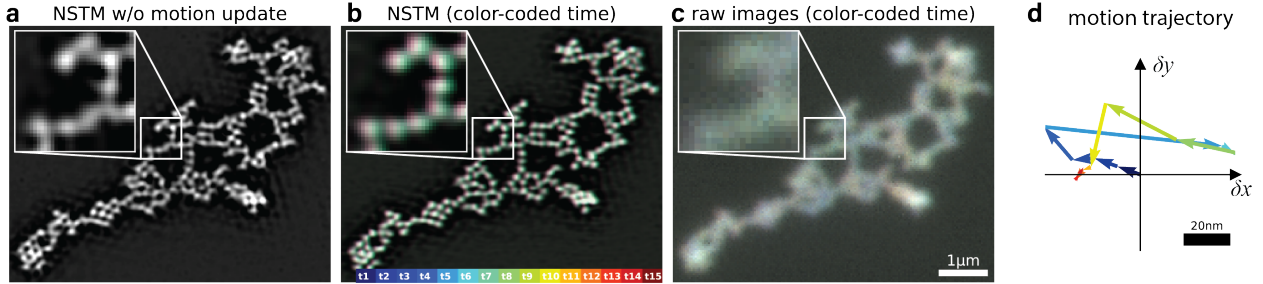 a NSTM w/o motion update
b NSTM (color-coded time)
c raw images (color-coded time)
d motion trajectory
t1 t2 t3 t4 t5 t6 t7 t8 t9 t10 t11 t12 t13 t14 t15
1μm
δy
δx
20nm